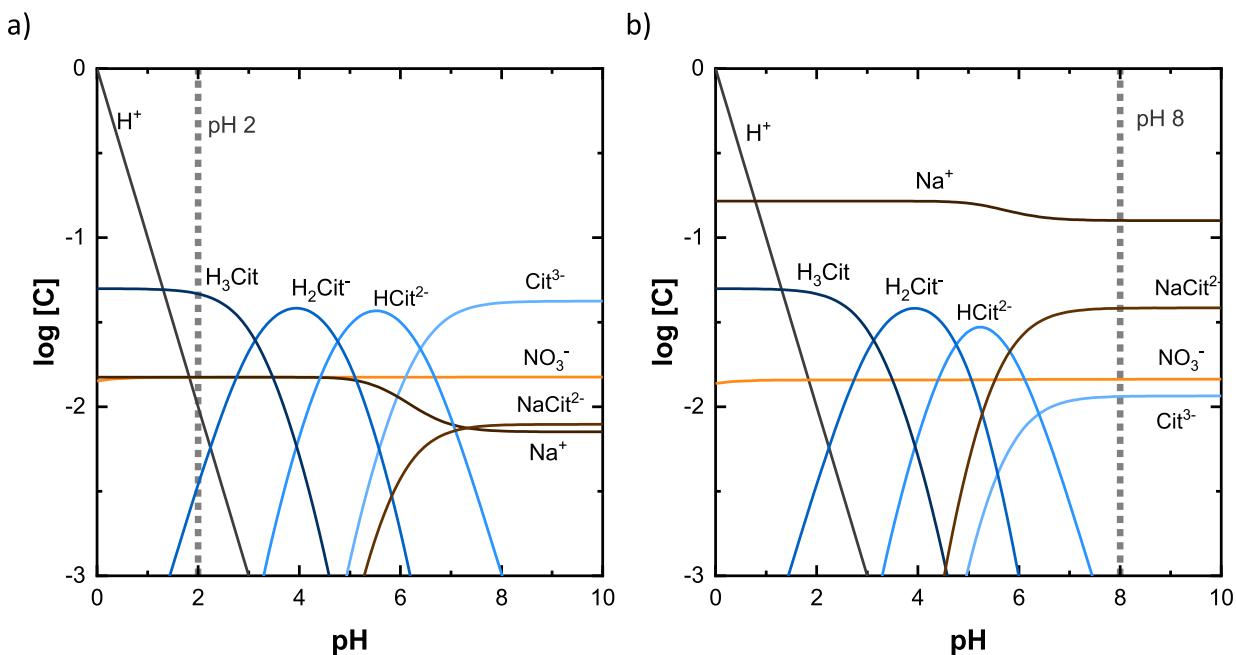 a)
0
-1
-2
-3
log [C]
H⁺
pH 2
H₃Cit
H₂Cit⁻
HCit²⁻
Cit³⁻
NO₃⁻
NaCit²⁻
Na⁺
0 2 4 6 8 10
pH
b)
0
-1
-2
-3
log [C]
H⁺
pH 8
Na⁺
H₃Cit
H₂Cit⁻
HCit²⁻
NaCit²⁻
NO₃⁻
Cit³⁻
0 2 4 6 8 10
pH